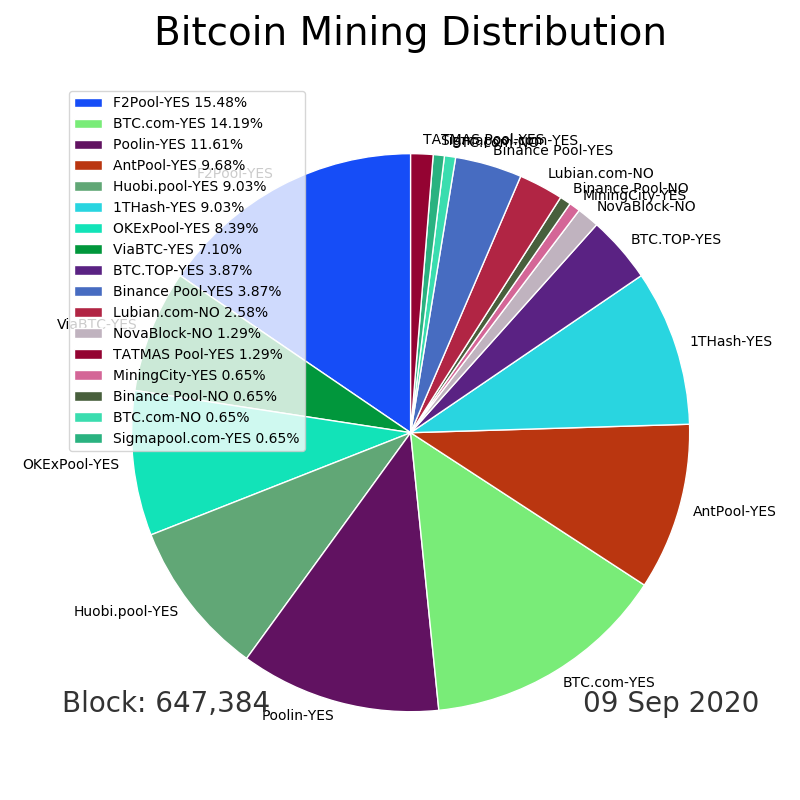 Bitcoin Mining Distribution
F2Pool-YES 15.48%
BTC.com-YES 14.19%
Poolin-YES 11.61%
AntPool-YES 9.68%
Huobi.pool-YES 9.03%
1THash-YES 9.03%
OKExPool-YES 8.39%
ViaBTC-YES 7.10%
BTC.TOP-YES 3.87%
Binance Pool-YES 3.87%
Lubian.com-NO 2.58%
NovaBlock-NO 1.29%
TATMAS Pool-YES 1.29%
MiningCity-YES 0.65%
Binance Pool-NO 0.65%
BTC.com-NO 0.65%
Sigmapool.com-YES 0.65%
TATMAS Pool-YES
Sigmapool.com-YES
BTC.com-NO
Binance Pool-YES
Lubian.com-NO
Binance Pool-NO
MiningCity-YES
NovaBlock-NO
BTC.TOP-YES
1THash-YES
AntPool-YES
BTC.com-YES
Poolin-YES
Huobi.pool-YES
OKExPool-YES
ViaBTC-YES
F2Pool-YES
Block: 647,384
09 Sep 2020